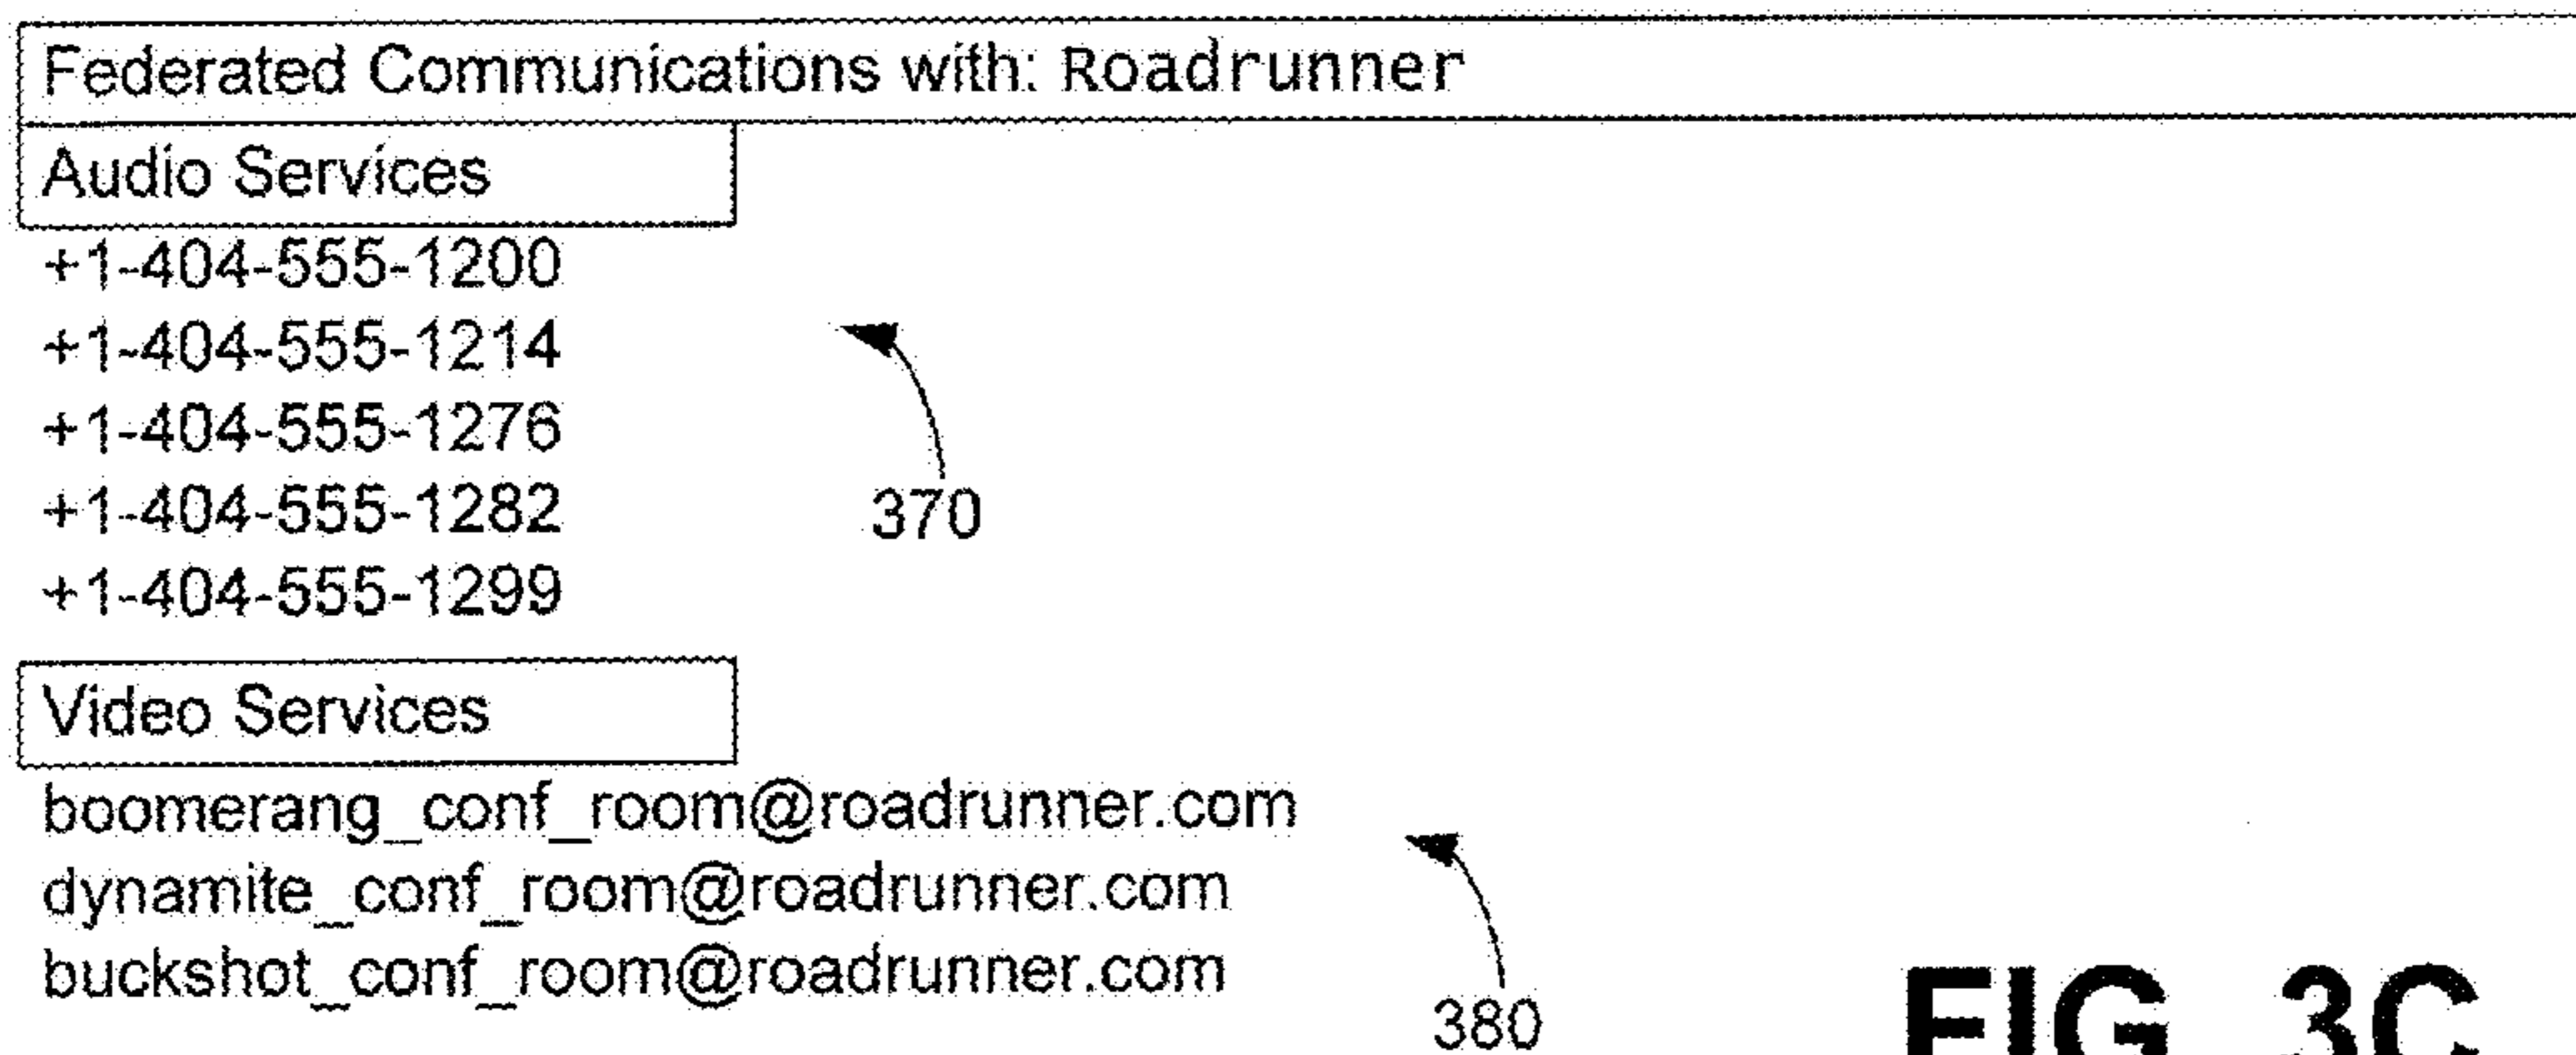 Federated Communications with: Roadrunner
Audio Services
+1-404-555-1200
+1-404-555-1214
+1-404-555-1276
+1-404-555-1282
+1-404-555-1299
370
Video Services
boomerang_conf_room@roadrunner.com
dynamite_conf_room@roadrunner.com
buckshot_conf_room@roadrunner.com
380
FIG. 3C